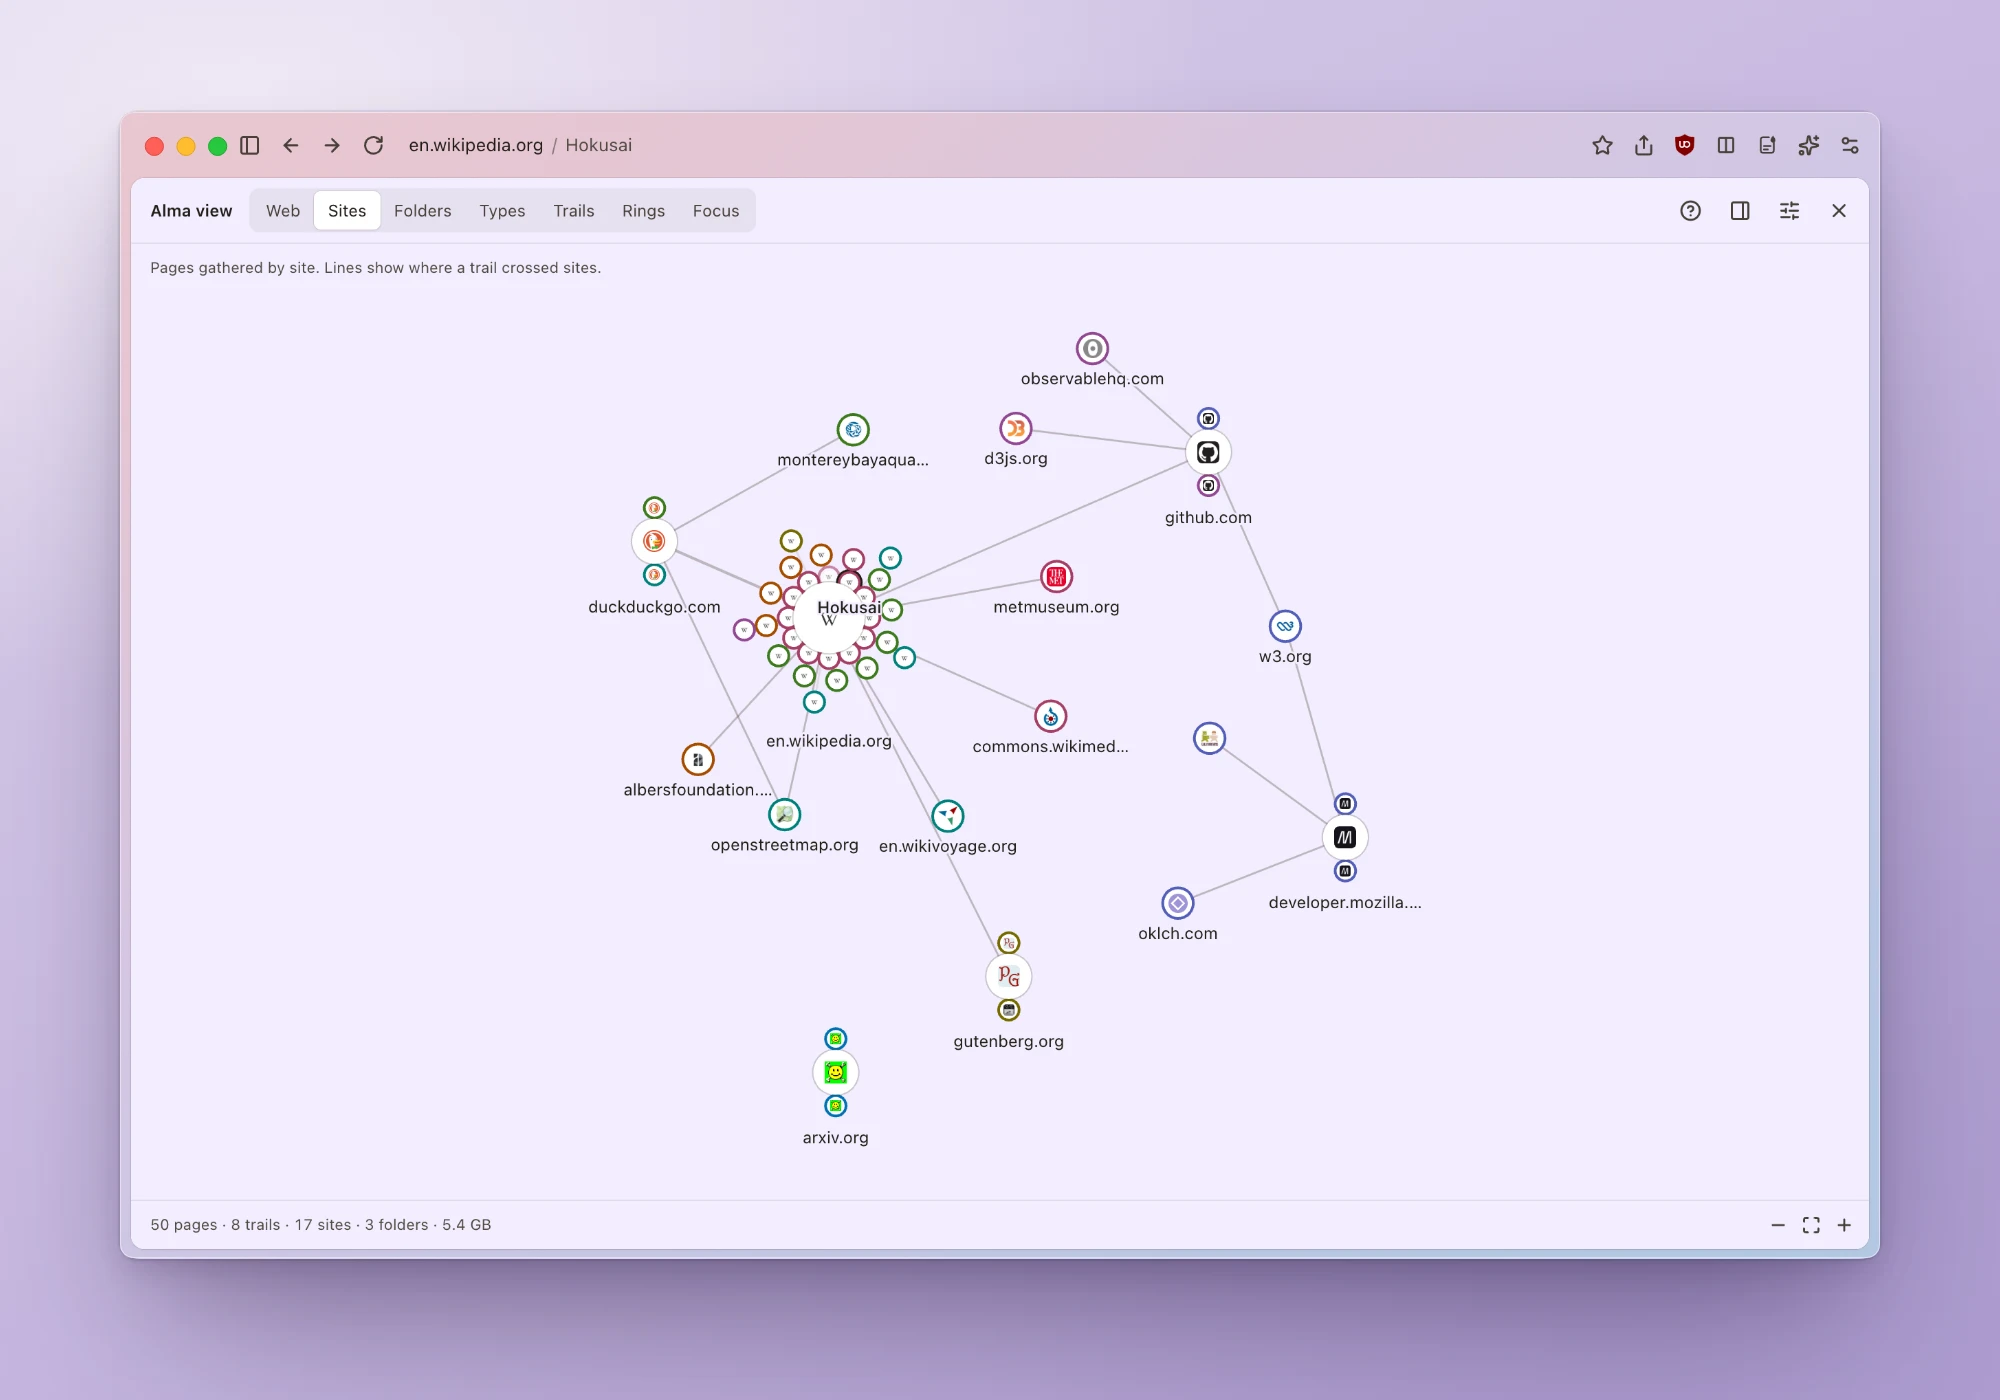 en.wikipedia.org / Hokusai
Alma view
Web
Sites
Folders
Types
Trails
Rings
Focus
Pages gathered by site. Lines show where a trail crossed sites.
observablehq.com
d3js.org
montereybayaqua...
github.com
duckduckgo.com
Hokusai
W
THE
MET
metmuseum.org
w3.org
en.wikipedia.org
commons.wikimed...
albersfoundation....
openstreetmap.org
en.wikivoyage.org
developer.mozilla....
oklch.com
PG
gutenberg.org
arxiv.org
50 pages · 8 trails · 17 sites · 3 folders · 5.4 GB